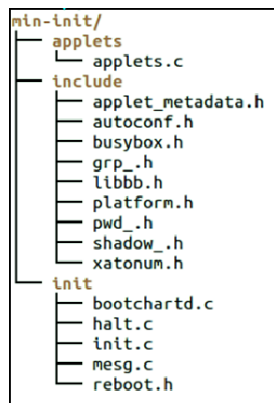 min-init/
├── applets
│   └── applets.c
├── include
│   ├── applet_metadata.h
│   ├── autoconf.h
│   ├── busybox.h
│   ├── grp_.h
│   ├── libbb.h
│   ├── platform.h
│   ├── pwd_.h
│   ├── shadow_.h
│   └── xatonum.h
└── init
    ├── bootchartd.c
    ├── halt.c
    ├── init.c
    ├── mesg.c
    └── reboot.h